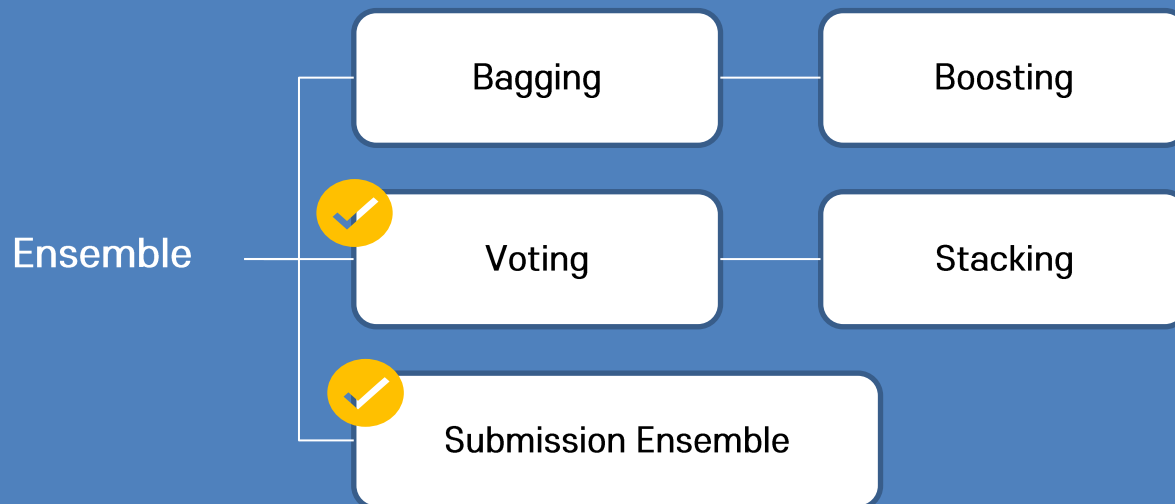 Bagging
Boosting
Ensemble
Voting
Stacking
Submission Ensemble